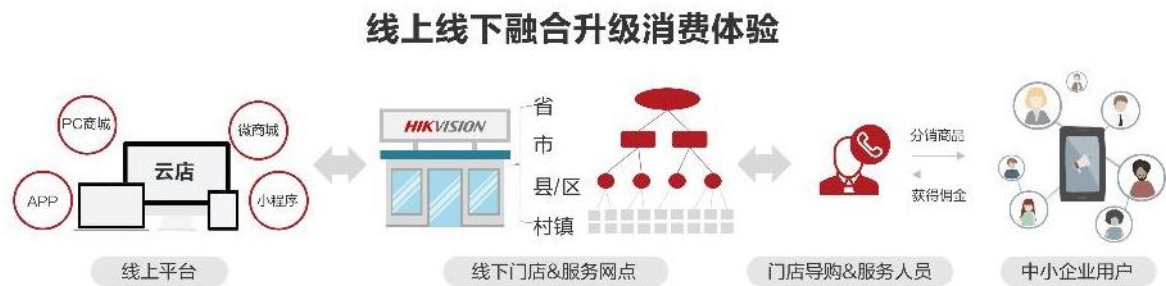 线上线下融合升级消费体验
PC商城
微商城
云店
APP
小程序
线上平台
HIKVISION
省
市
县/区
村镇
线下门店&服务网点
门店导购&服务人员
分销商品
获得佣金
中小企业用户